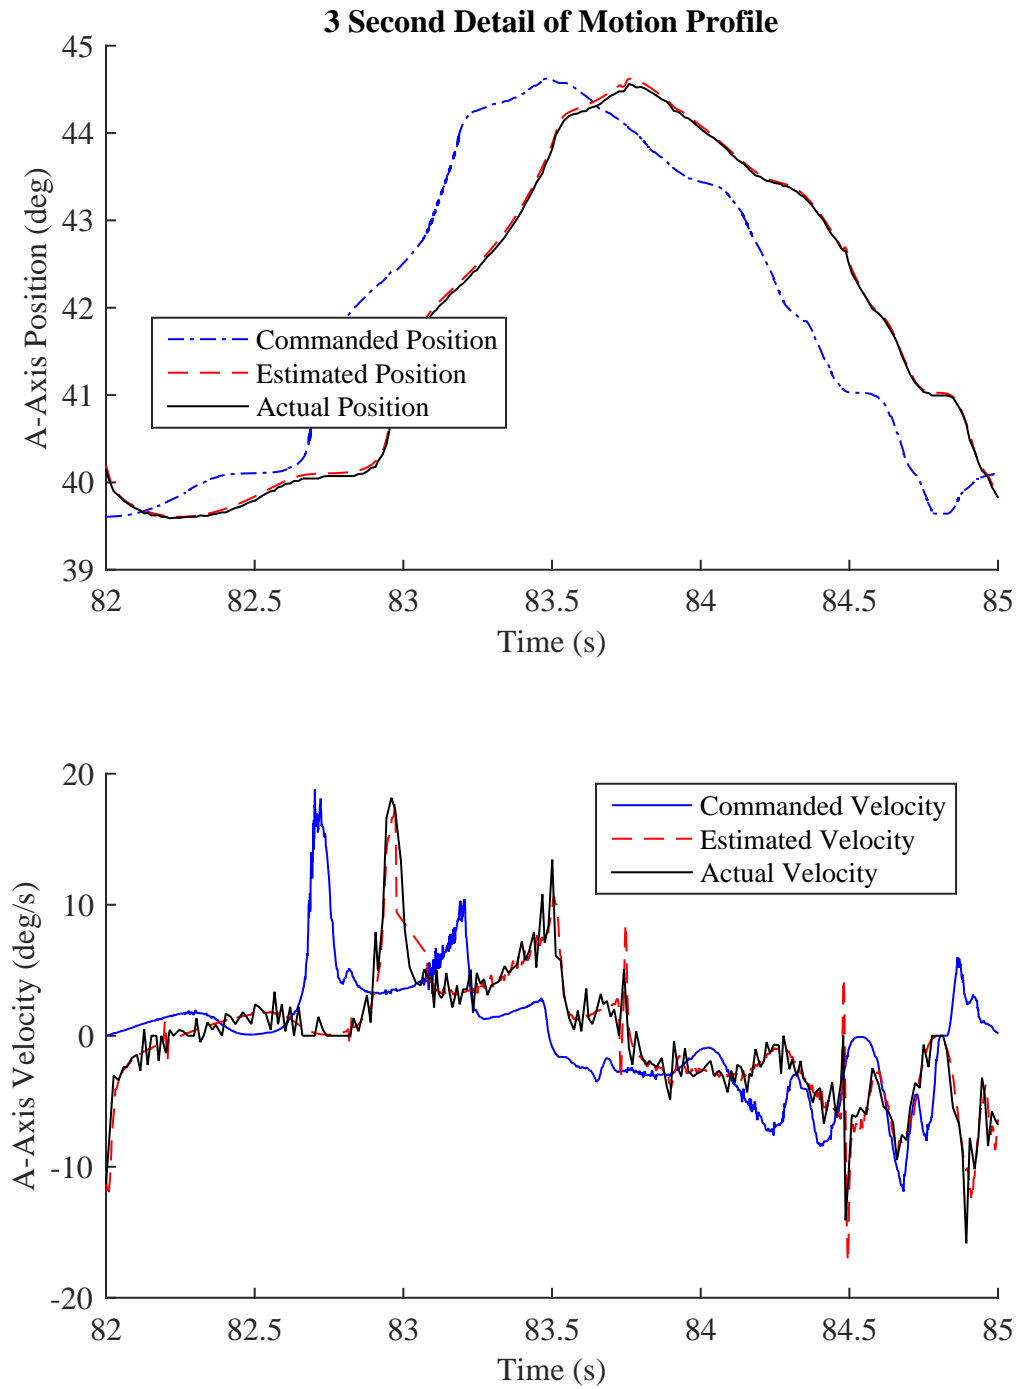 3 Second Detail of Motion Profile
45
44
43
42
41
40
39
A-Axis Position (deg)
Commanded Position
Estimated Position
Actual Position
82 82.5 83 83.5 84 84.5 85
Time (s)
20
10
0
-10
-20
A-Axis Velocity (deg/s)
Commanded Velocity
Estimated Velocity
Actual Velocity
82 82.5 83 83.5 84 84.5 85
Time (s)